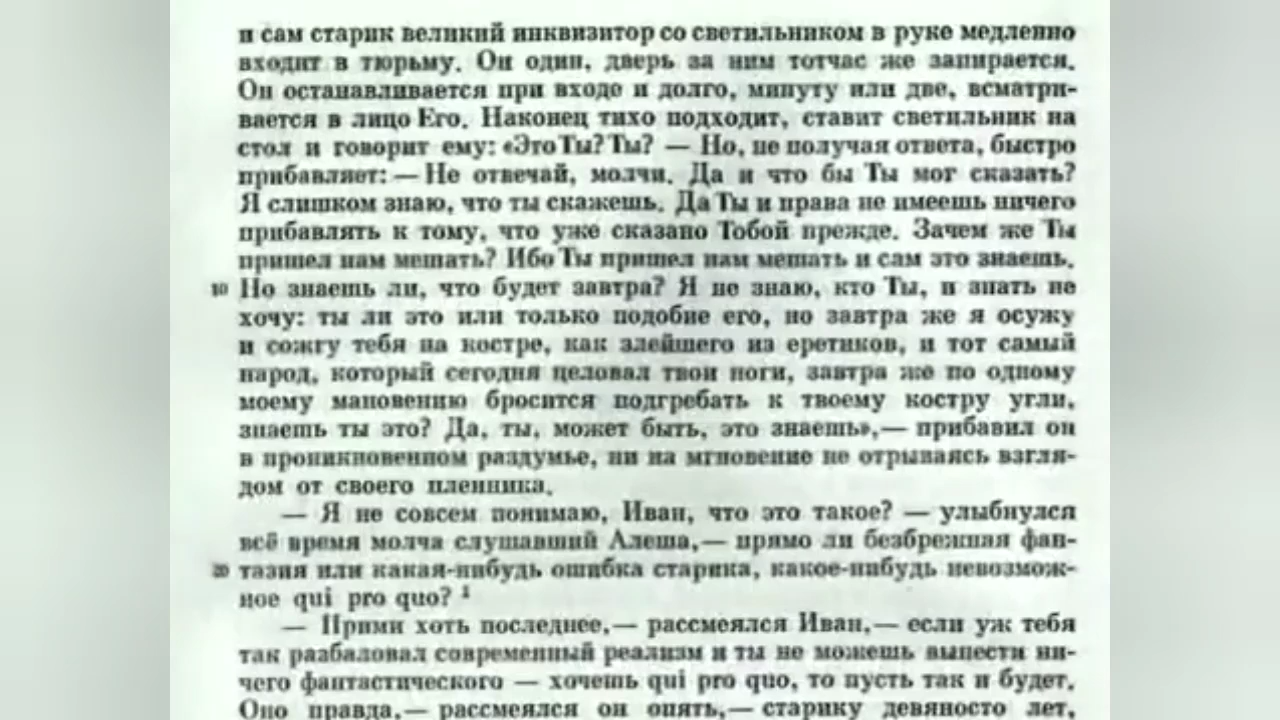 и сам старик великий инквизитор со светильником в руке медленно
входит в тюрьму. Он один, дверь за ним тотчас же запирается.
Он останавливается при входе и долго, минуту или две, всматри-
вается в лицо Его. Наконец тихо подходит, ставит светильник на
стол и говорит ему: «Это Ты? Ты? — Но, не получая ответа, быстро
прибавляет: — Не отвечай, молчи. Да и что бы Ты мог сказать?
Я слишком знаю, что ты скажешь. Да Ты и права не имеешь ничего
прибавлять к тому, что уже сказано Тобой прежде. Зачем же Ты
пришел нам мешать? Ибо Ты пришел нам мешать и сам это знаешь.
10 Но знаешь ли, что будет завтра? Я не знаю, кто Ты, и знать не
хочу: ты ли это или только подобие его, но завтра же я осужу
и сожгу тебя на костре, как злейшего из еретиков, и тот самый
народ, который сегодня целовал твои ноги, завтра же по одному
моему мановению бросится подгребать к твоему костру угли,
знаешь ты это? Да, ты, может быть, это знаешь»,— прибавил он
в проникновенном раздумье, ни на мгновение не отрываясь взгля-
дом от своего пленника.
— Я не совсем понимаю, Иван, что это такое? — улыбнулся
всё время молча слушавший Алеша,— прямо ли безбрежная фан-
20 тазия или какая-нибудь ошибка старика, какое-нибудь невозмож-
ное qui pro quo? 1
— Прими хоть последнее,— рассмеялся Иван,— если уж тебя
так разбаловал современный реализм и ты не можешь вынести ни-
чего фантастического — хочешь qui pro quo, то пусть так и будет.
Оно правда,— рассмеялся он опять,— старику девяносто лет,